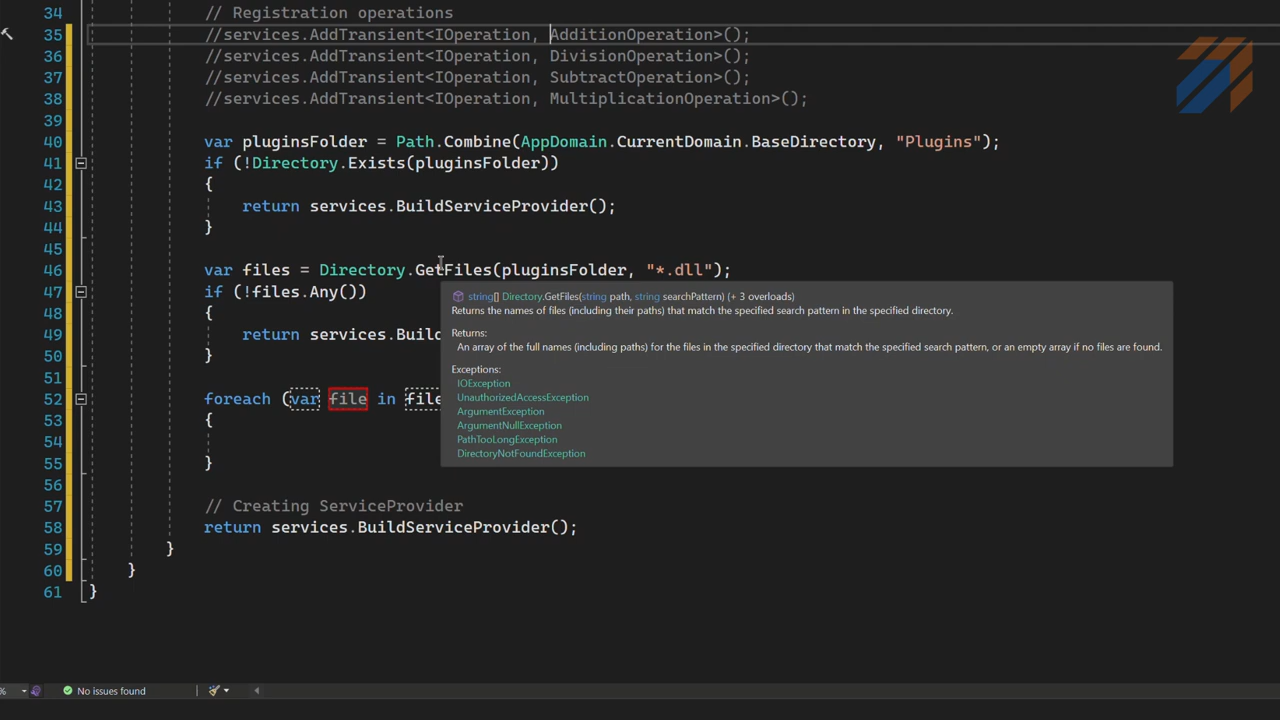 34 // Registration operations
35 //services.AddTransient<IOperation, AdditionOperation>();
36 //services.AddTransient<IOperation, DivisionOperation>();
37 //services.AddTransient<IOperation, SubtractOperation>();
38 //services.AddTransient<IOperation, MultiplicationOperation>();
39
40 var pluginsFolder = Path.Combine(AppDomain.CurrentDomain.BaseDirectory, "Plugins");
41 if (!Directory.Exists(pluginsFolder))
42 {
43 return services.BuildServiceProvider();
44 }
45
46 var files = Directory.GetFiles(pluginsFolder, "*.dll");
47 if (!files.Any())
48 {
49 return services.Buil
50 }
51
52 foreach (var file in file
53 {
54
55 }
56
57 // Creating ServiceProvider
58 return services.BuildServiceProvider();
59 }
60 }
61 }
string[] Directory.GetFiles(string path, string searchPattern) (+ 3 overloads)
Returns the names of files (including their paths) that match the specified search pattern in the specified directory.
Returns:
An array of the full names (including paths) for the files in the specified directory that match the specified search pattern, or an empty array if no files are found.
Exceptions:
IOException
UnauthorizedAccessException
ArgumentException
ArgumentNullException
PathTooLongException
DirectoryNotFoundException
% No issues found